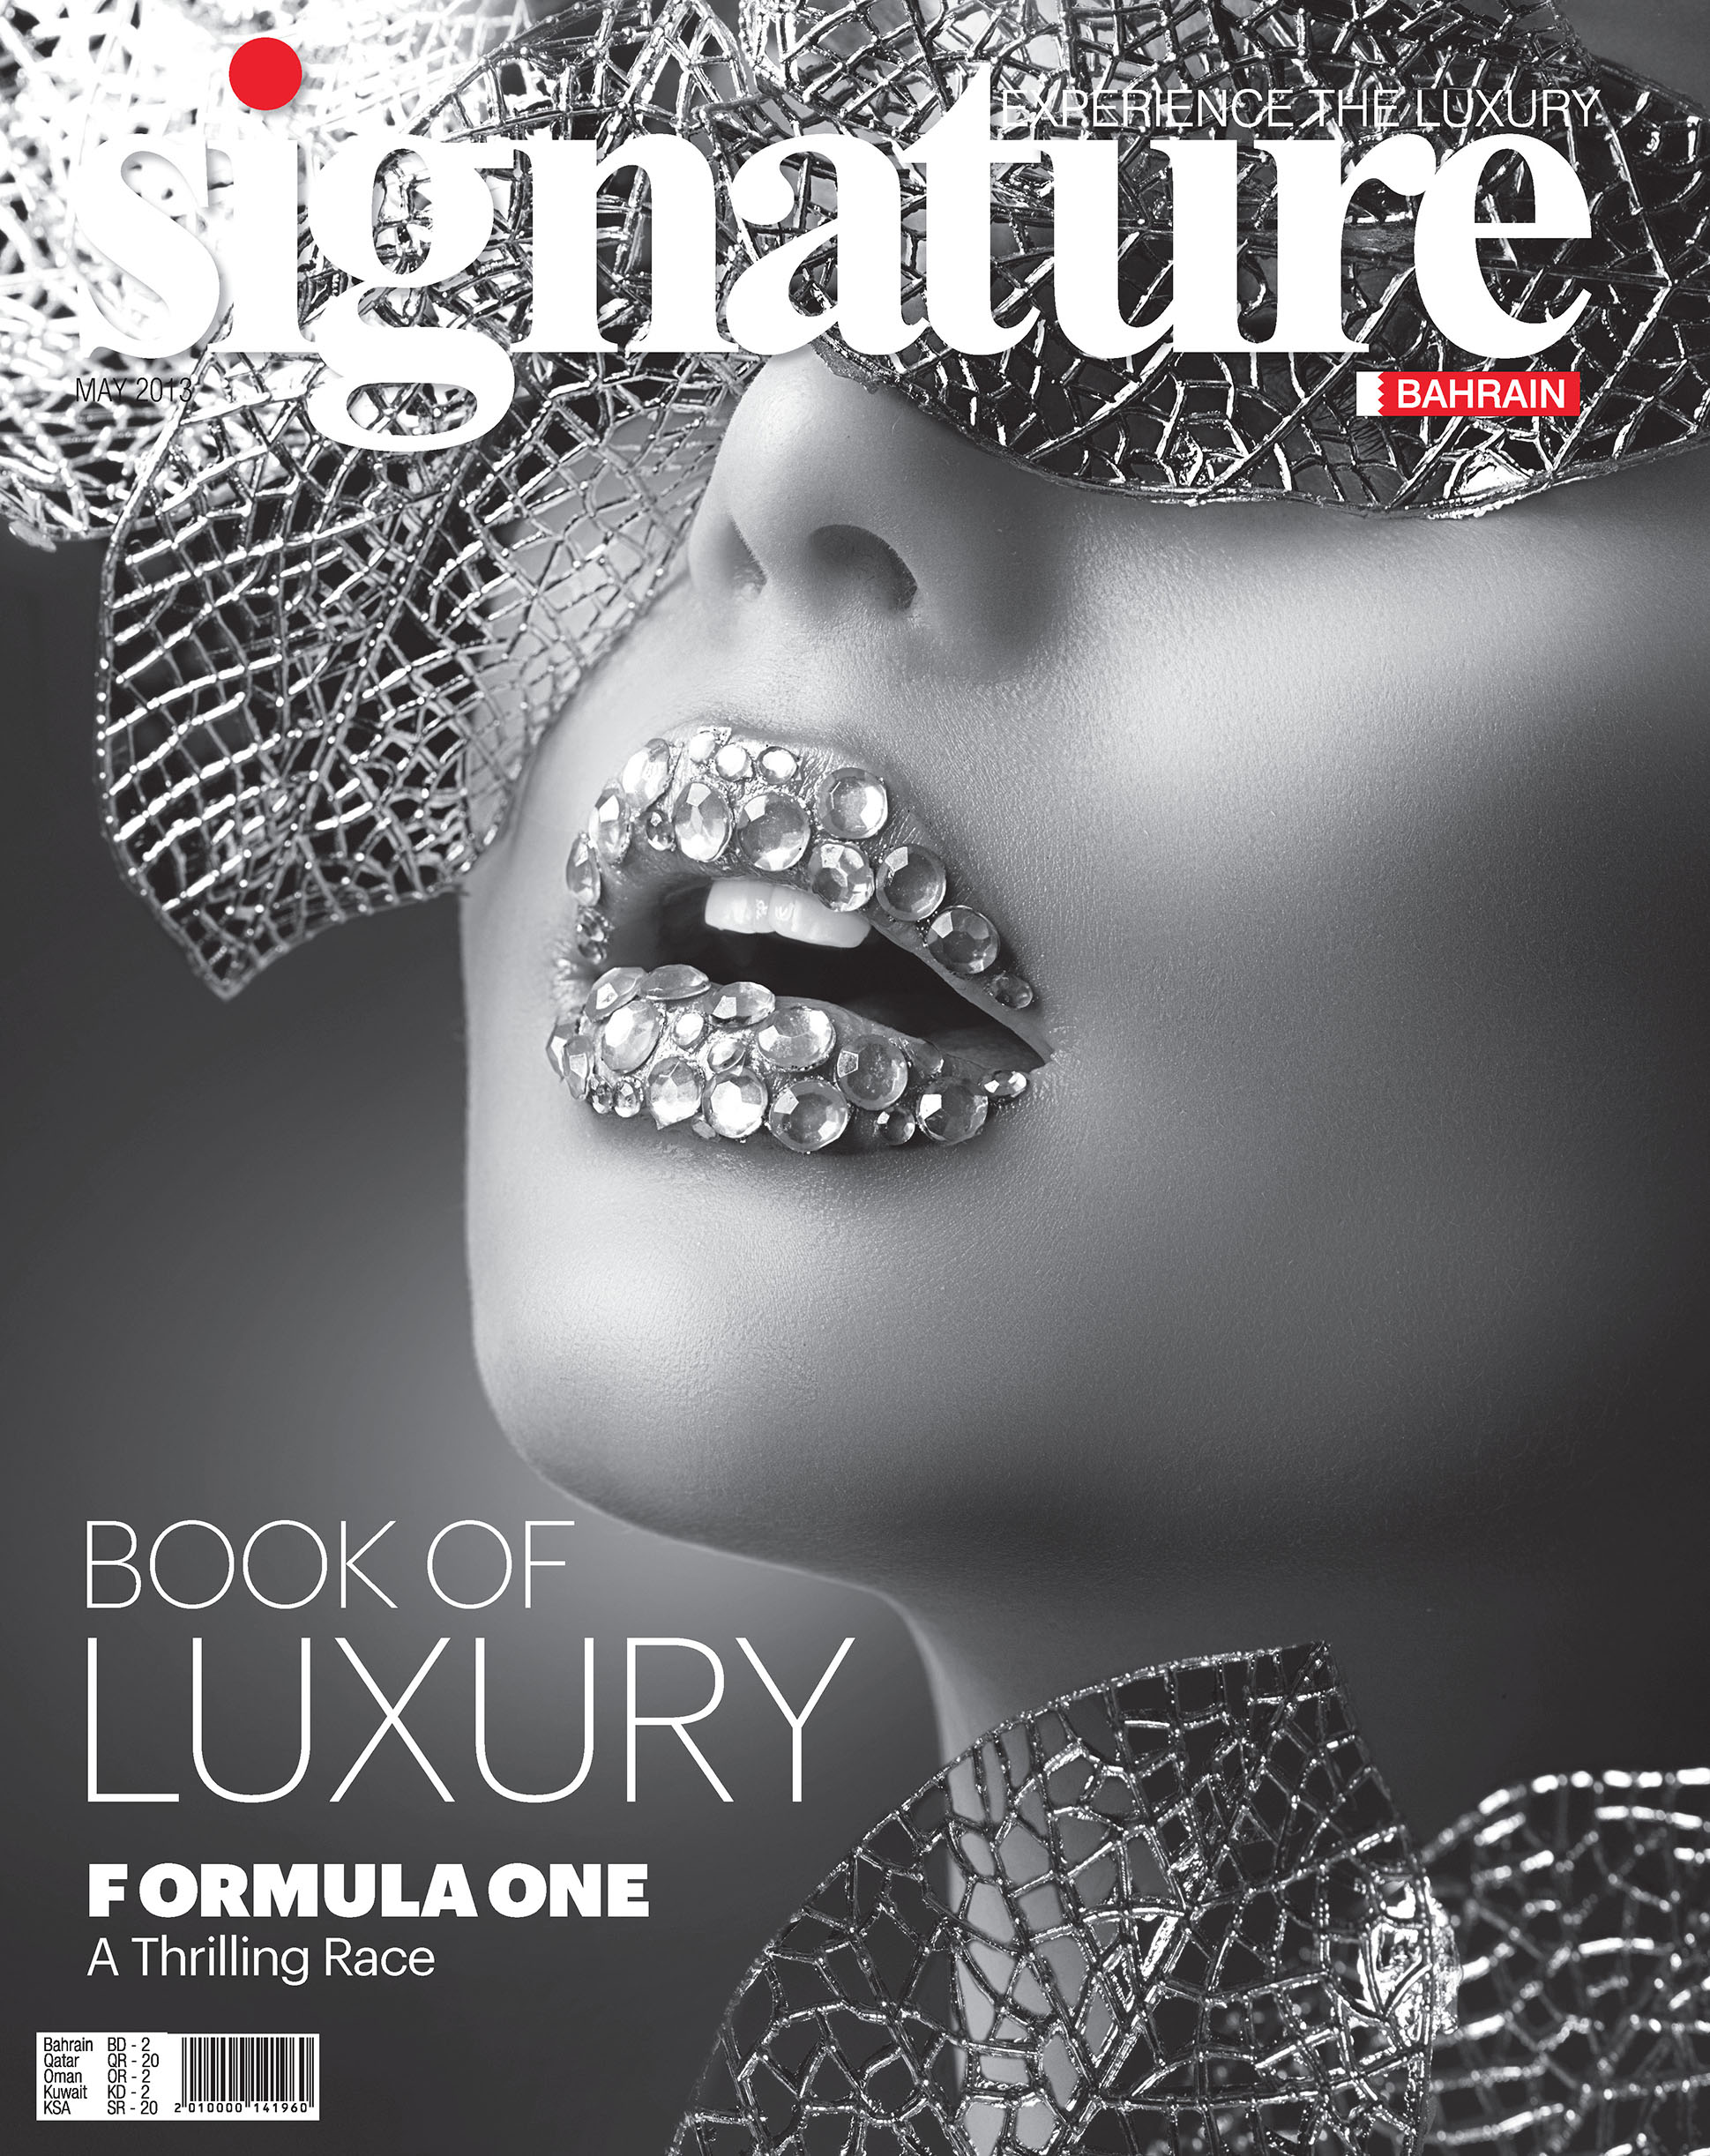 EXPERIENCE THE LUXURY
signature
MAY 2013
BAHRAIN
BOOK OF
LUXURY
FORMULA ONE
A Thrilling Race
Bahrain BD - 2
Qatar QR - 20
Oman OR - 2
Kuwait KD - 2
KSA SR - 20
2 010000 141960